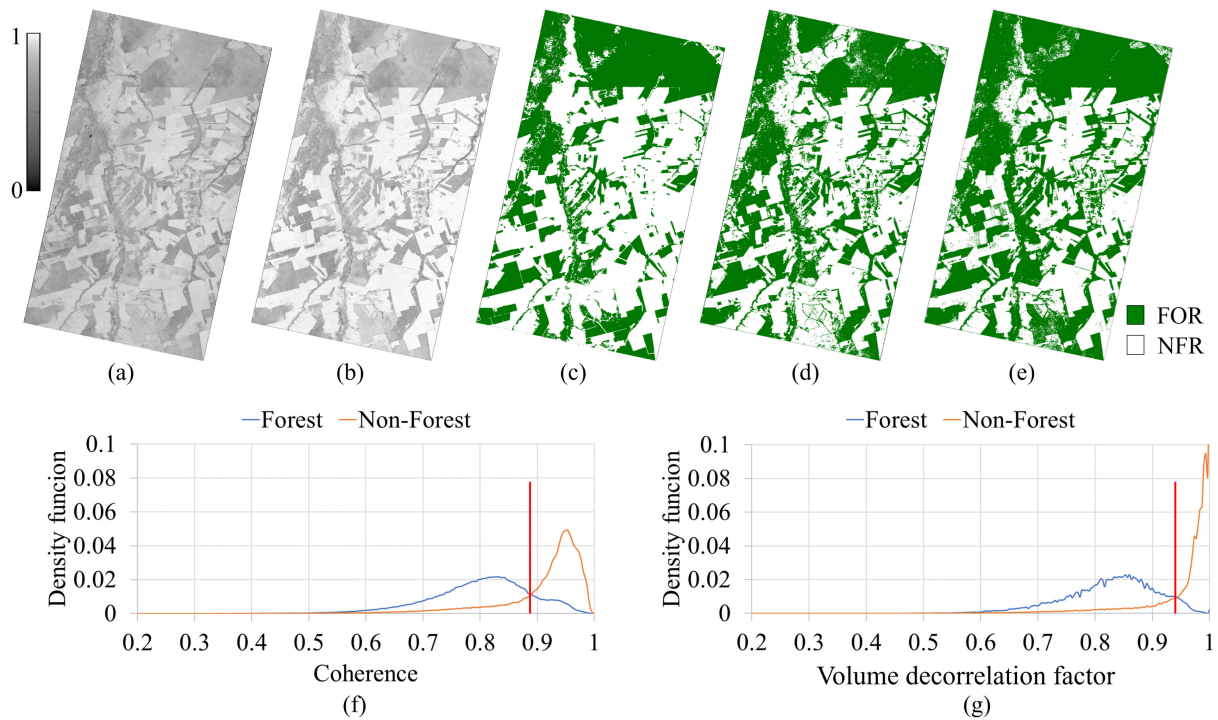 1
0
FOR
NFR
(a) (b) (c) (d) (e)
Forest Non-Forest
0.1
0.08
0.06
0.04
0.02
0
Density funcion
0.2 0.3 0.4 0.5 0.6 0.7 0.8 0.9 1
Coherence
(f)
Forest Non-Forest
0.1
0.08
0.06
0.04
0.02
0
Density funcion
0.2 0.3 0.4 0.5 0.6 0.7 0.8 0.9 1
Volume decorrelation factor
(g)